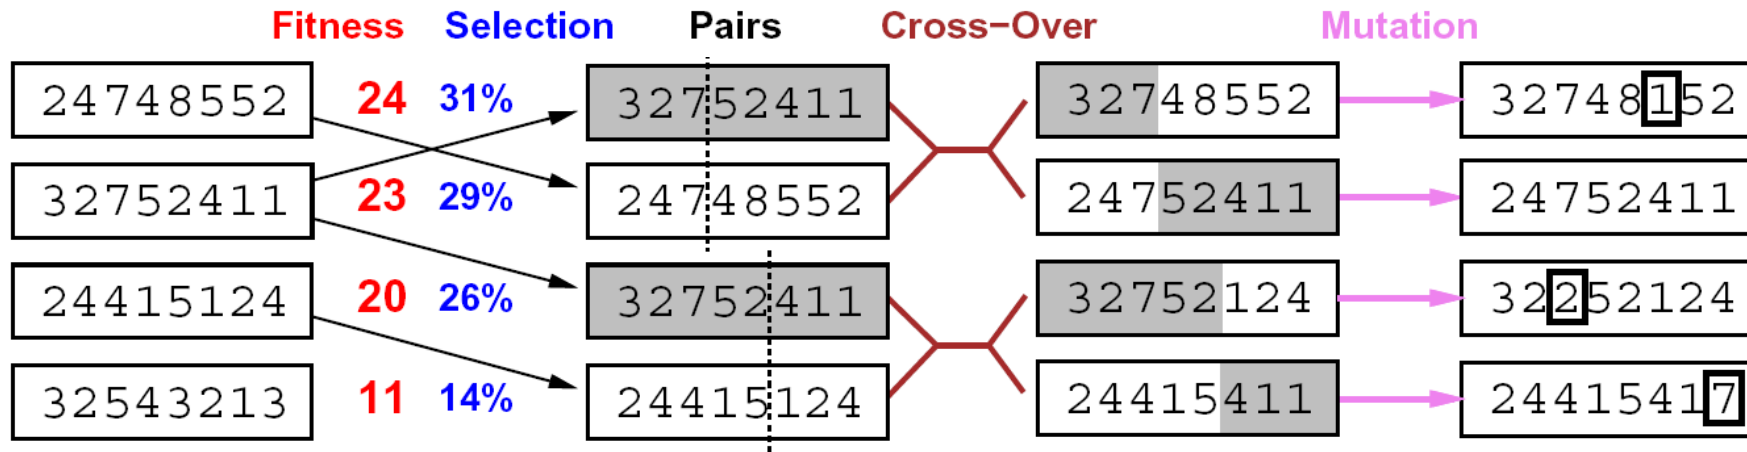 Fitness Selection Pairs Cross−Over Mutation
24748552 24 31% 32752411 32748552 32748152
32752411 23 29% 24748552 24752411 24752411
24415124 20 26% 32752411 32752124 32252124
32543213 11 14% 24415124 24415411 24415417